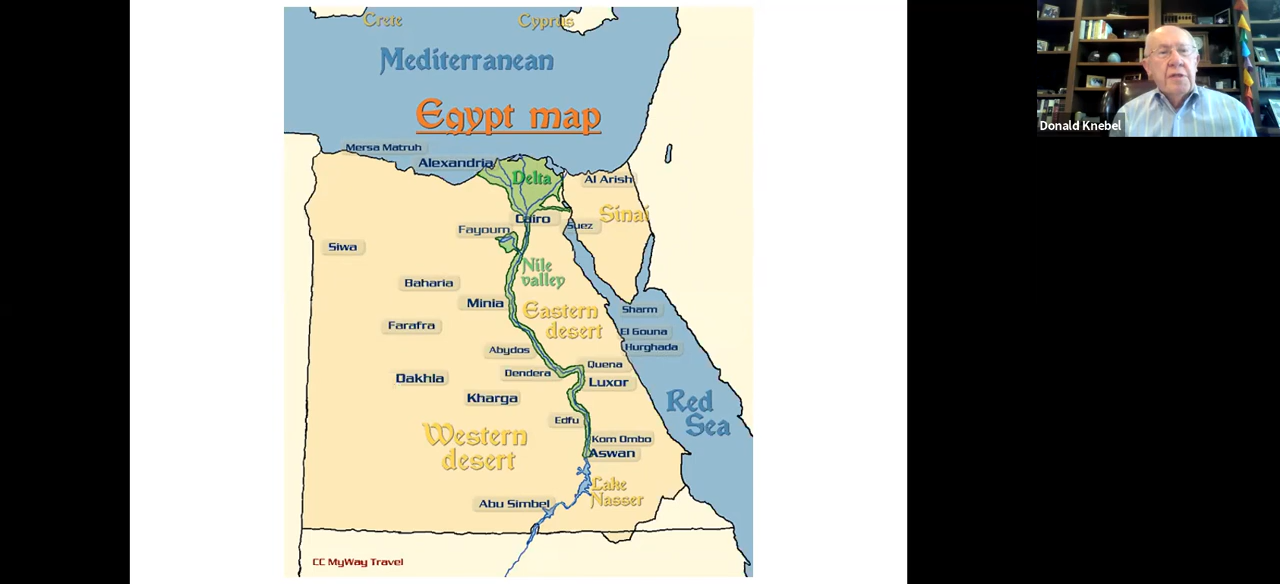 Crete
Cyprus
Mediterranean
Egypt map
Mersa Matruh
Alexandria
Delta
Al Arish
Cairo
Sinai
Suez
Fayoum
Siwa
Nile
valley
Baharia
Minia
Eastern
desert
Sharm
Farafra
El Gouna
Hurghada
Abydos
Quena
Dendera
Luxor
Dakhla
Kharga
Red
Sea
Edfu
Western
desert
Kom Ombo
Aswan
Lake
Nasser
Abu Simbel
CC MyWay Travel
Donald Knebel